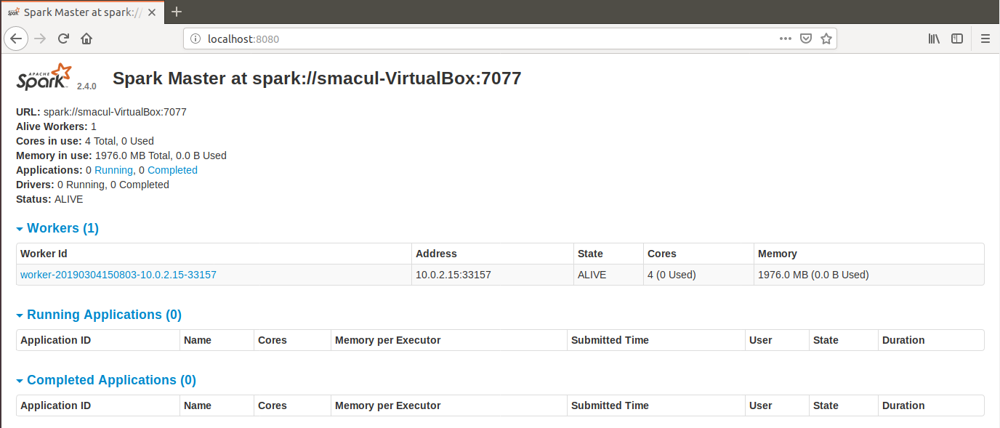 Spark Master at spark://
localhost:8080
APACHE
Spark 2.4.0 Spark Master at spark://smacul-VirtualBox:7077
URL: spark://smacul-VirtualBox:7077
Alive Workers: 1
Cores in use: 4 Total, 0 Used
Memory in use: 1976.0 MB Total, 0.0 B Used
Applications: 0 Running, 0 Completed
Drivers: 0 Running, 0 Completed
Status: ALIVE
Workers (1)
Worker Id Address State Cores Memory
worker-20190304150803-10.0.2.15-33157 10.0.2.15:33157 ALIVE 4 (0 Used) 1976.0 MB (0.0 B Used)
Running Applications (0)
Application ID Name Cores Memory per Executor Submitted Time User State Duration
Completed Applications (0)
Application ID Name Cores Memory per Executor Submitted Time User State Duration